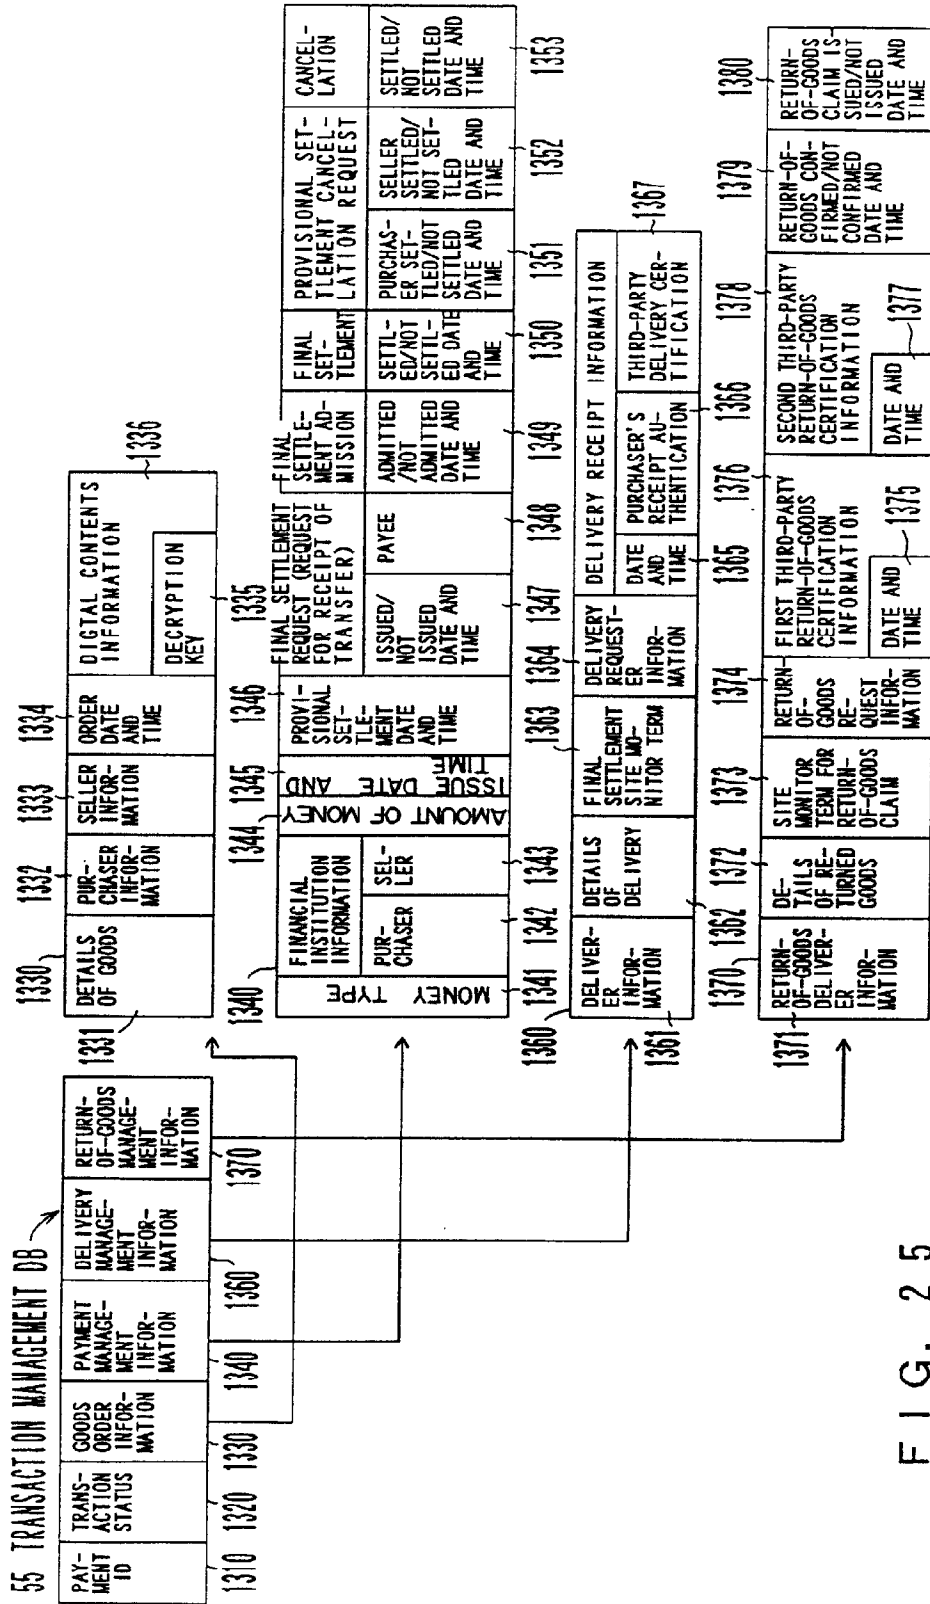 55 TRANSACTION MANAGEMENT DB
PAY-
MENT
ID
TRANS-
ACTION
STATUS
GOODS
ORDER
INFOR-
MATION
PAYMENT
MANAGE-
MENT
INFOR-
MATION
DELIVERY
MANAGE-
MENT
INFOR-
MATION
RETURN-
OF-GOODS
MANAGE-
MENT
INFOR-
MATION
1310
1320
1330
1340
1360
1370
1330
1332
1333
1334
DETAILS
OF GOODS
PUR-
CHASER
INFOR-
MATION
SELLER
INFOR-
MATION
ORDER
DATE
AND
TIME
DIGTAL CONTENTS
INFORMATION
DECRYPTION
KEY
1331
1335
1336
1340
1344
1345
1346
MONEY TYPE
FINANCIAL
INSTITUTION
INFORMATION
PUR-
CHASER
SEL-
LER
AMOUNT OF MONEY
ISSUE DATE AND
TIME
PROVI-
SIONAL
SET-
TLE-
MENT
DATE
AND
TIME
FINAL SETTLEMENT
REQUEST (REQUEST
FOR RECEIPT OF
TRANSFER)
ISSUED/
NOT
ISSUED
DATE AND
TIME
PAYEE
FINAL
SETTLE-
MENT AD-
MISSION
ADMITTED
/NOT
ADMITTED
DATE AND
TIME
FINAL
SET-
TLEMENT
SETTL-
ED/NOT
SETTL-
ED DATE
AND
TIME
PROVISIONAL SET-
TLEMENT CANCEL-
LATION REQUEST
PURCHAS-
ER SET-
TLED/NOT
SETTLED
DATE AND
TIME
SELLER
SETTLED/
NOT SET-
TLED
DATE AND
TIME
CANCEL-
LATION
SETTLED/
NOT
SETTLED
DATE AND
TIME
1341
1342
1343
1347
1348
1349
1350
1351
1352
1353
1360
1363
1364
DELIVER-
ER
INFOR-
MATION
DETAILS
OF
DELIVERY
FINAL
SETTLEMENT
SITE MO-
NITOR TERM
DELIVERY
REQUEST-
ER
INFOR-
MATION
DELIVERY RECEIPT INFORMATION
DATE
AND
TIME
PURCHASER'S
RECEIPT AU-
THENTICATION
THIRD-PARTY
DELIVERY CER-
TIFICATION
1361
1362
1365
1366
1367
1370
1372
1373
1374
1376
1378
1379
1380
RETURN-
OF-GOODS
DELIVER-
ER
INFOR-
MATION
DE-
TAILS
OF RE-
TURNED
GOODS
SITE
MONITOR
TERM FOR
RETURN-
OF-GOODS
CLAIM
RETURN-
OF-
GOODS
RE-
QUEST
INFOR-
MATION
FIRST THIRD-PARTY
RETURN-OF-GOODS
CERTIFICATION
INFORMATION
DATE AND
TIME
SECOND THIRD-PARTY
RETURN-OF-GOODS
CERTIFICATION
INFORMATION
DATE AND
TIME
RETURN-OF-
GOODS CON-
FIRMED/NOT
CONFIRMED
DATE AND
TIME
RETURN-
OF-GOODS
CLAIM IS-
SUED/NOT
ISSUED
DATE AND
TIME
1371
1375
1377
FIG. 25